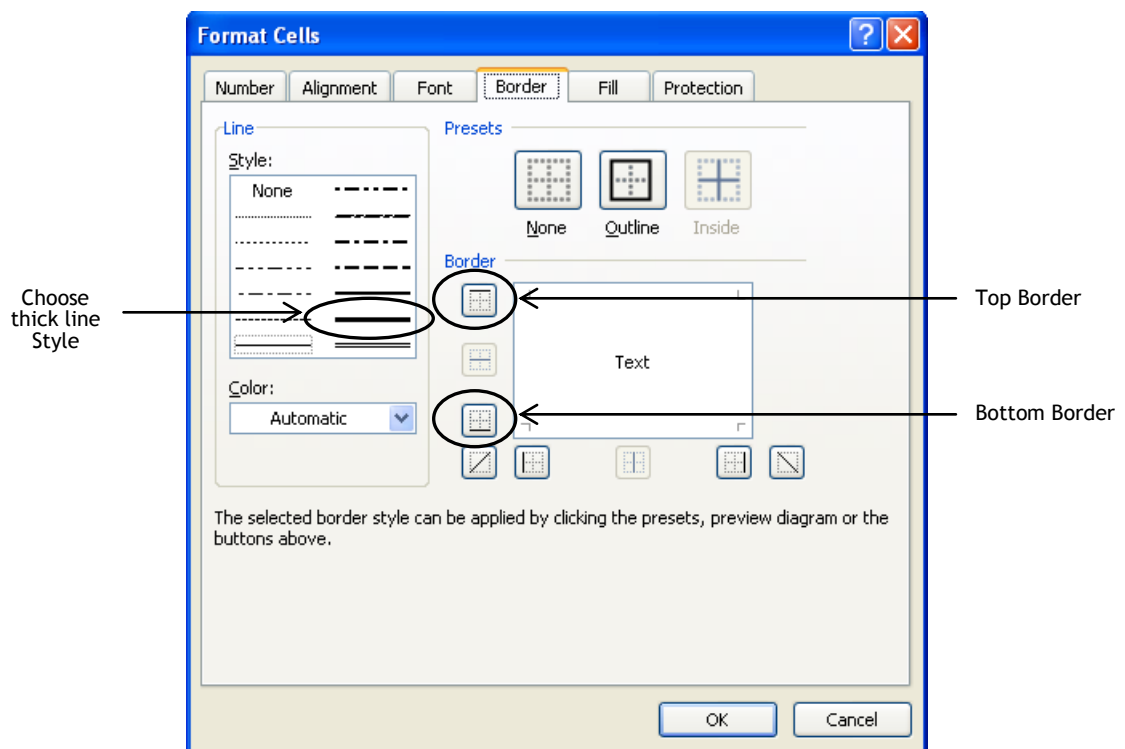 Format Cells
Number Alignment Font Border Fill Protection
Line
Style:
None
Color:
Automatic
Presets
None Outline Inside
Border
Text
Choose
thick line
Style
Top Border
Bottom Border
The selected border style can be applied by clicking the presets, preview diagram or the
buttons above.
OK Cancel